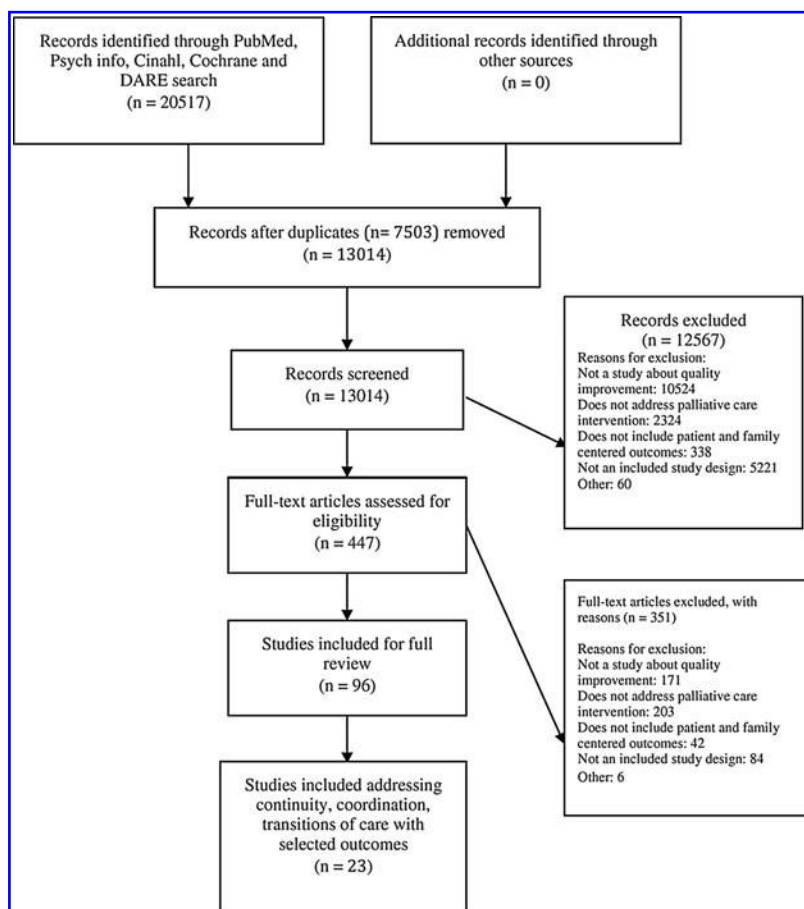 Records identified through PubMed,
Psych info, Cinahl, Cochrane and
DARE search
(n = 20517)
Additional records identified through
other sources
(n = 0)
Records after duplicates (n= 7503) removed
(n = 13014)
Records screened
(n = 13014)
Records excluded
(n = 12567)
Reasons for exclusion:
Not a study about quality
improvement: 10524
Does not address palliative care
intervention: 2324
Does not include patient and family
centered outcomes: 338
Not an included study design: 5221
Other: 60
Full-text articles assessed for
eligibility
(n = 447)
Full-text articles excluded, with
reasons (n = 351)
Reasons for exclusion:
Not a study about quality
improvement: 171
Does not address palliative care
intervention: 203
Does not include patient and family
centered outcomes: 42
Not an included study design: 84
Other: 6
Studies included for full
review
(n = 96)
Studies included addressing
continuity, coordination,
transitions of care with
selected outcomes
(n = 23)